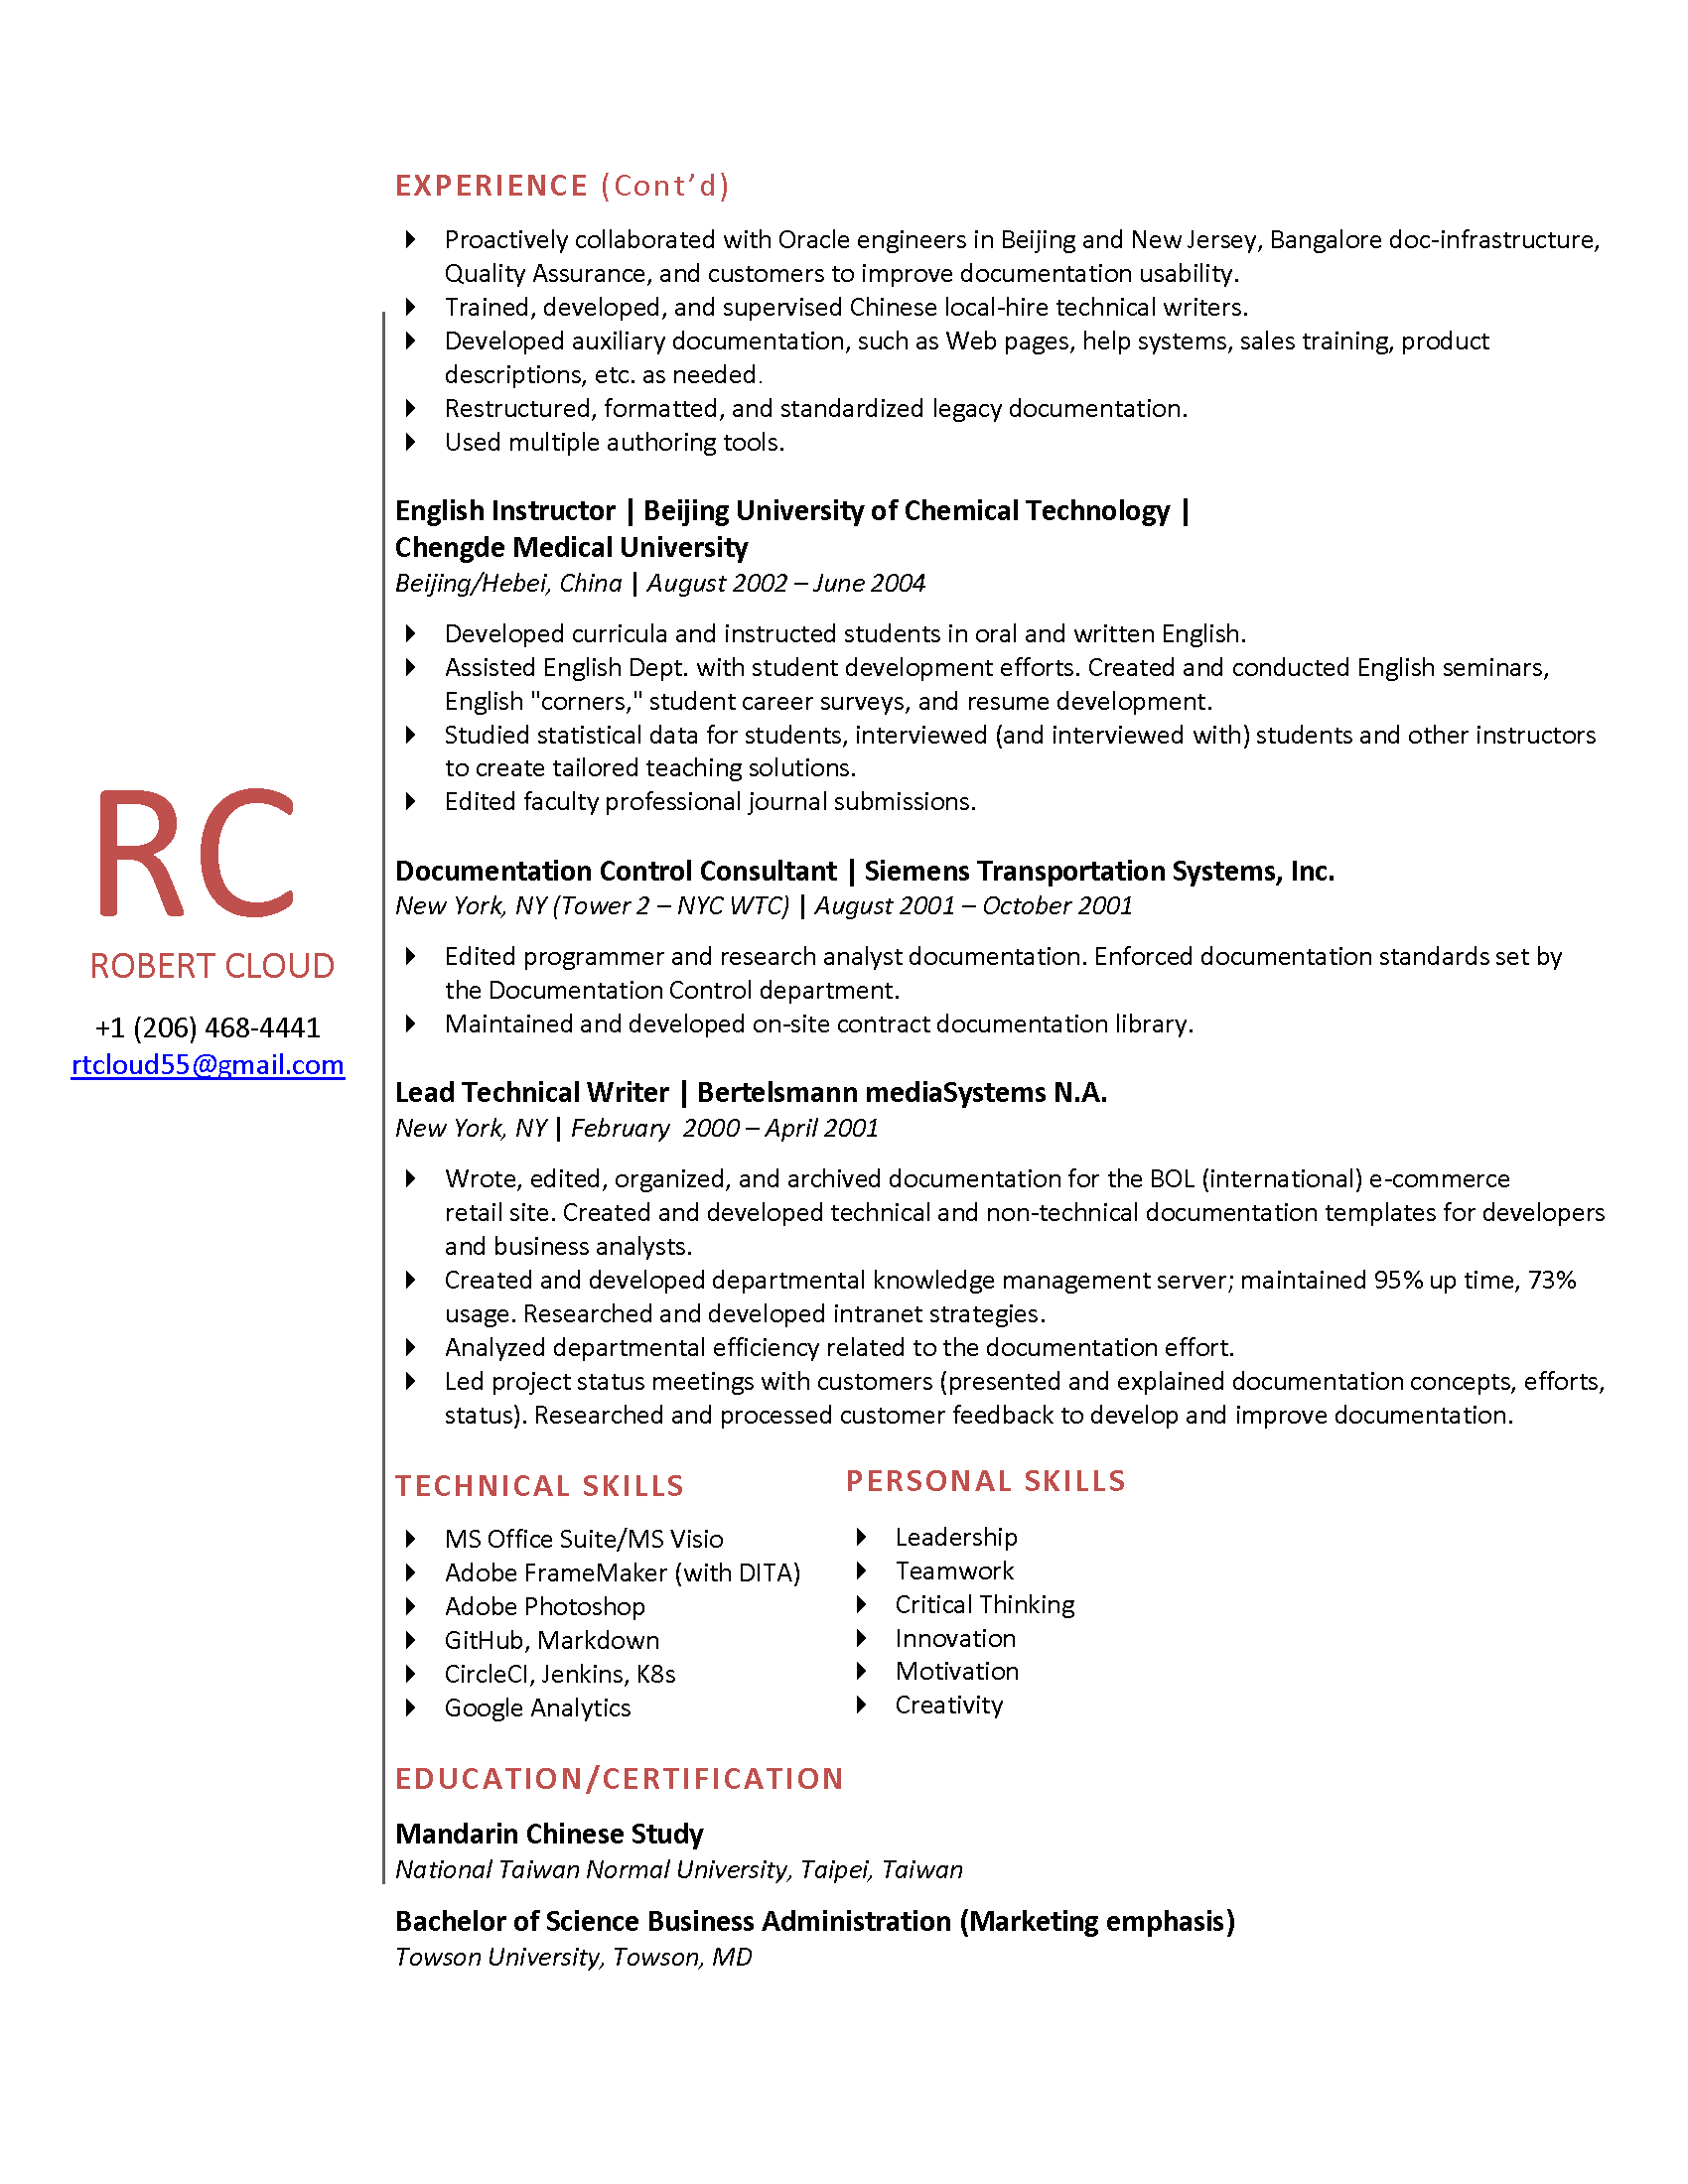 EXPERIENCE (Cont’d)
Proactively collaborated with Oracle engineers in Beijing and New Jersey, Bangalore doc-infrastructure,
Quality Assurance, and customers to improve documentation usability.
Trained, developed, and supervised Chinese local-hire technical writers.
Developed auxiliary documentation, such as Web pages, help systems, sales training, product
descriptions, etc. as needed.
Restructured, formatted, and standardized legacy documentation.
Used multiple authoring tools.
English Instructor | Beijing University of Chemical Technology |
Chengde Medical University
Beijing/Hebei, China | August 2002 – June 2004
Developed curricula and instructed students in oral and written English.
Assisted English Dept. with student development efforts. Created and conducted English seminars,
English "corners," student career surveys, and resume development.
Studied statistical data for students, interviewed (and interviewed with) students and other instructors
to create tailored teaching solutions.
Edited faculty professional journal submissions.
RC
ROBERT CLOUD
+1 (206) 468-4441
rtcloud55@gmail.com
Documentation Control Consultant | Siemens Transportation Systems, Inc.
New York, NY (Tower 2 – NYC WTC) | August 2001 – October 2001
Edited programmer and research analyst documentation. Enforced documentation standards set by
the Documentation Control department.
Maintained and developed on-site contract documentation library.
Lead Technical Writer | Bertelsmann mediaSystems N.A.
New York, NY | February  2000 – April 2001
Wrote, edited, organized, and archived documentation for the BOL (international) e-commerce
retail site. Created and developed technical and non-technical documentation templates for developers
and business analysts.
Created and developed departmental knowledge management server; maintained 95% up time, 73%
usage. Researched and developed intranet strategies.
Analyzed departmental efficiency related to the documentation effort.
Led project status meetings with customers (presented and explained documentation concepts, efforts,
status). Researched and processed customer feedback to develop and improve documentation.
TECHNICAL SKILLS
MS Office Suite/MS Visio
Adobe FrameMaker (with DITA)
Adobe Photoshop
GitHub, Markdown
CircleCI, Jenkins, K8s
Google Analytics
PERSONAL SKILLS
Leadership
Teamwork
Critical Thinking
Innovation
Motivation
Creativity
EDUCATION/CERTIFICATION
Mandarin Chinese Study
National Taiwan Normal University, Taipei, Taiwan
Bachelor of Science Business Administration (Marketing emphasis)
Towson University, Towson, MD